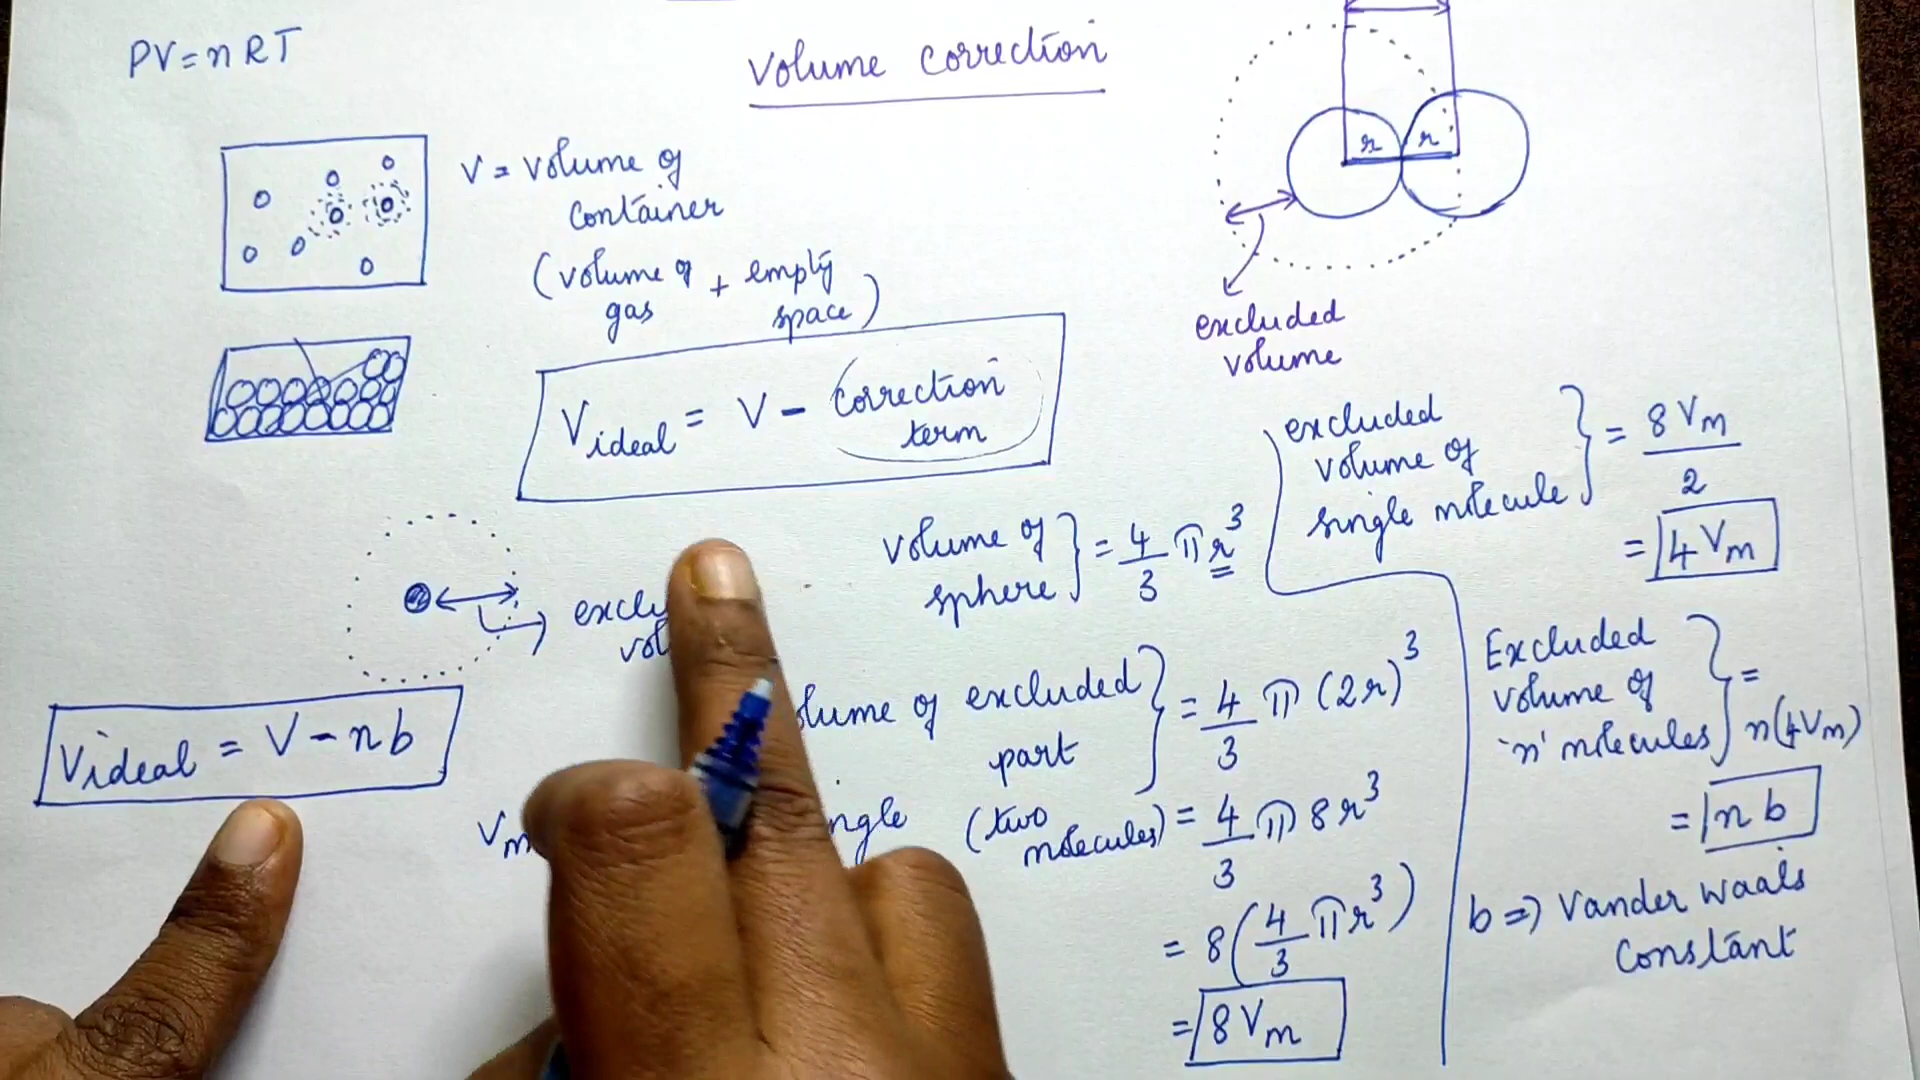 PV = nRT
Volume correction
V = Volume of
container
(Volume of + empty
gas space)
V ideal = V - correction
term
r r
excluded
volume
excluded
volume of
single molecule } = 8Vm
2
= 4Vm
Volume of
sphere } = 4/3 πr³
Videal = V - nb
Vm
volume of excluded
part } = 4/3 π (2r)³
(two
molecules) = 4/3 π 8r³
= 8(4/3 πr³)
= 8Vm
Excluded
volume of
'n' molecules } =
n(4Vm)
= nb
b => Vander waals
constant